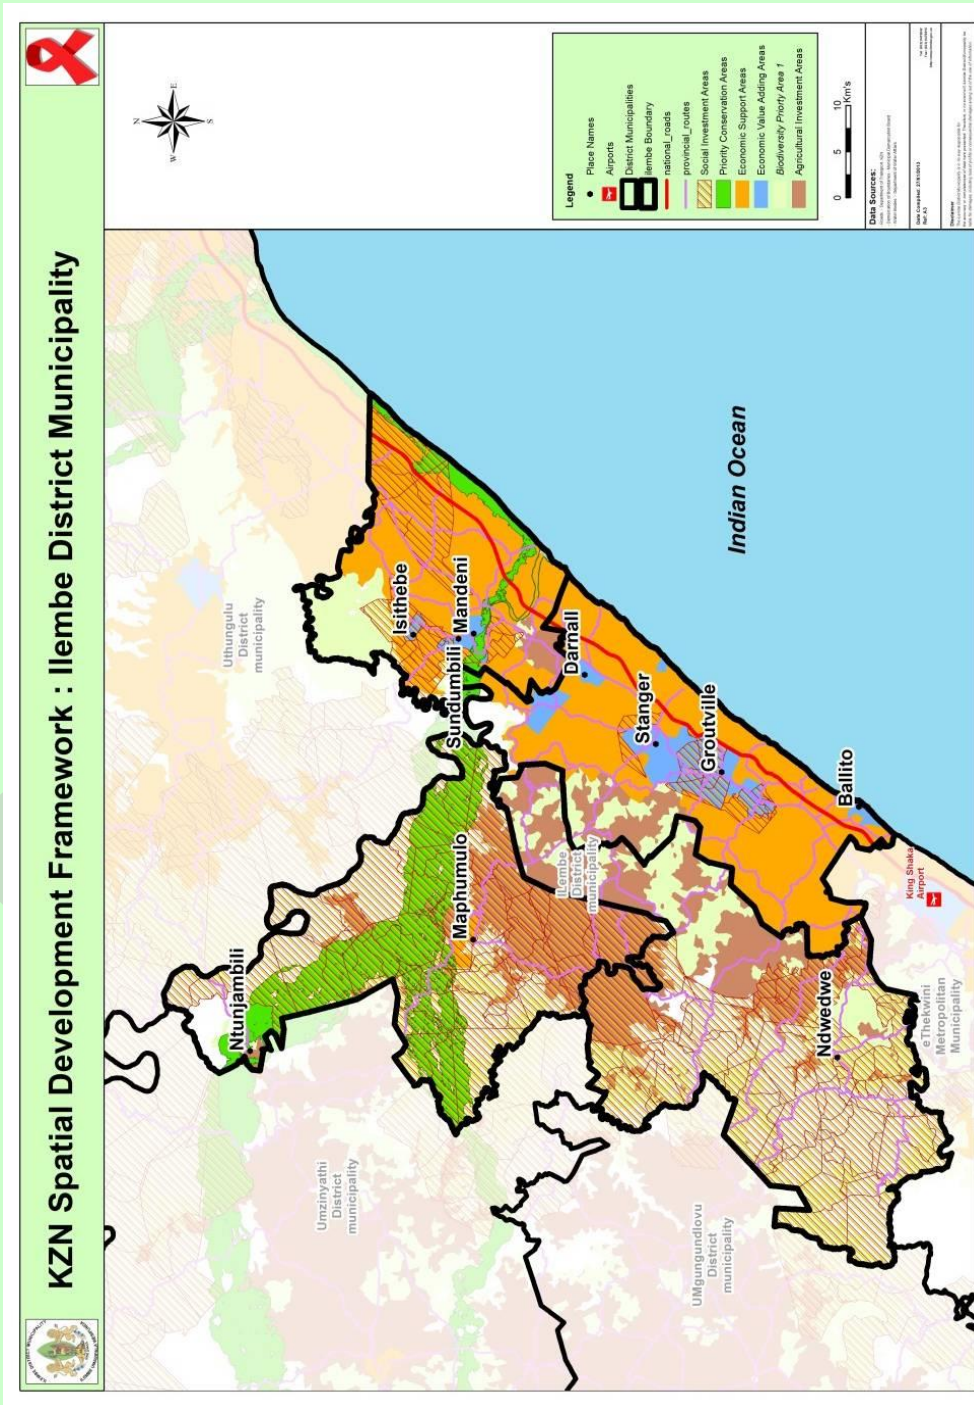 KZN Spatial Development Framework : Ilembe District Municipality
N
E
S
W
Legend
Place Names
Airports
District Municipalities
Ilembe Boundary
national_roads
provincial_routes
Social Investment Areas
Priority Conservation Areas
Economic Support Areas
Economic Value Adding Areas
Biodiversity Priorty Area 1
Agricultural Investment Areas
0 5 10
Km's
Data Sources:
Disclaimer
Uthungulu
District
municipality
Isithebe
Mandeni
Sundumbili
Darnall
Stanger
Groutville
Ballito
Indian Ocean
Ntunjambili
Maphumulo
iLembe
District
municipality
Ndwedwe
King Shaka
Airport
eThekwini
Metropolitan
Municipality
Umzinyathi
District
municipality
UMgungundlovu
District
municipality